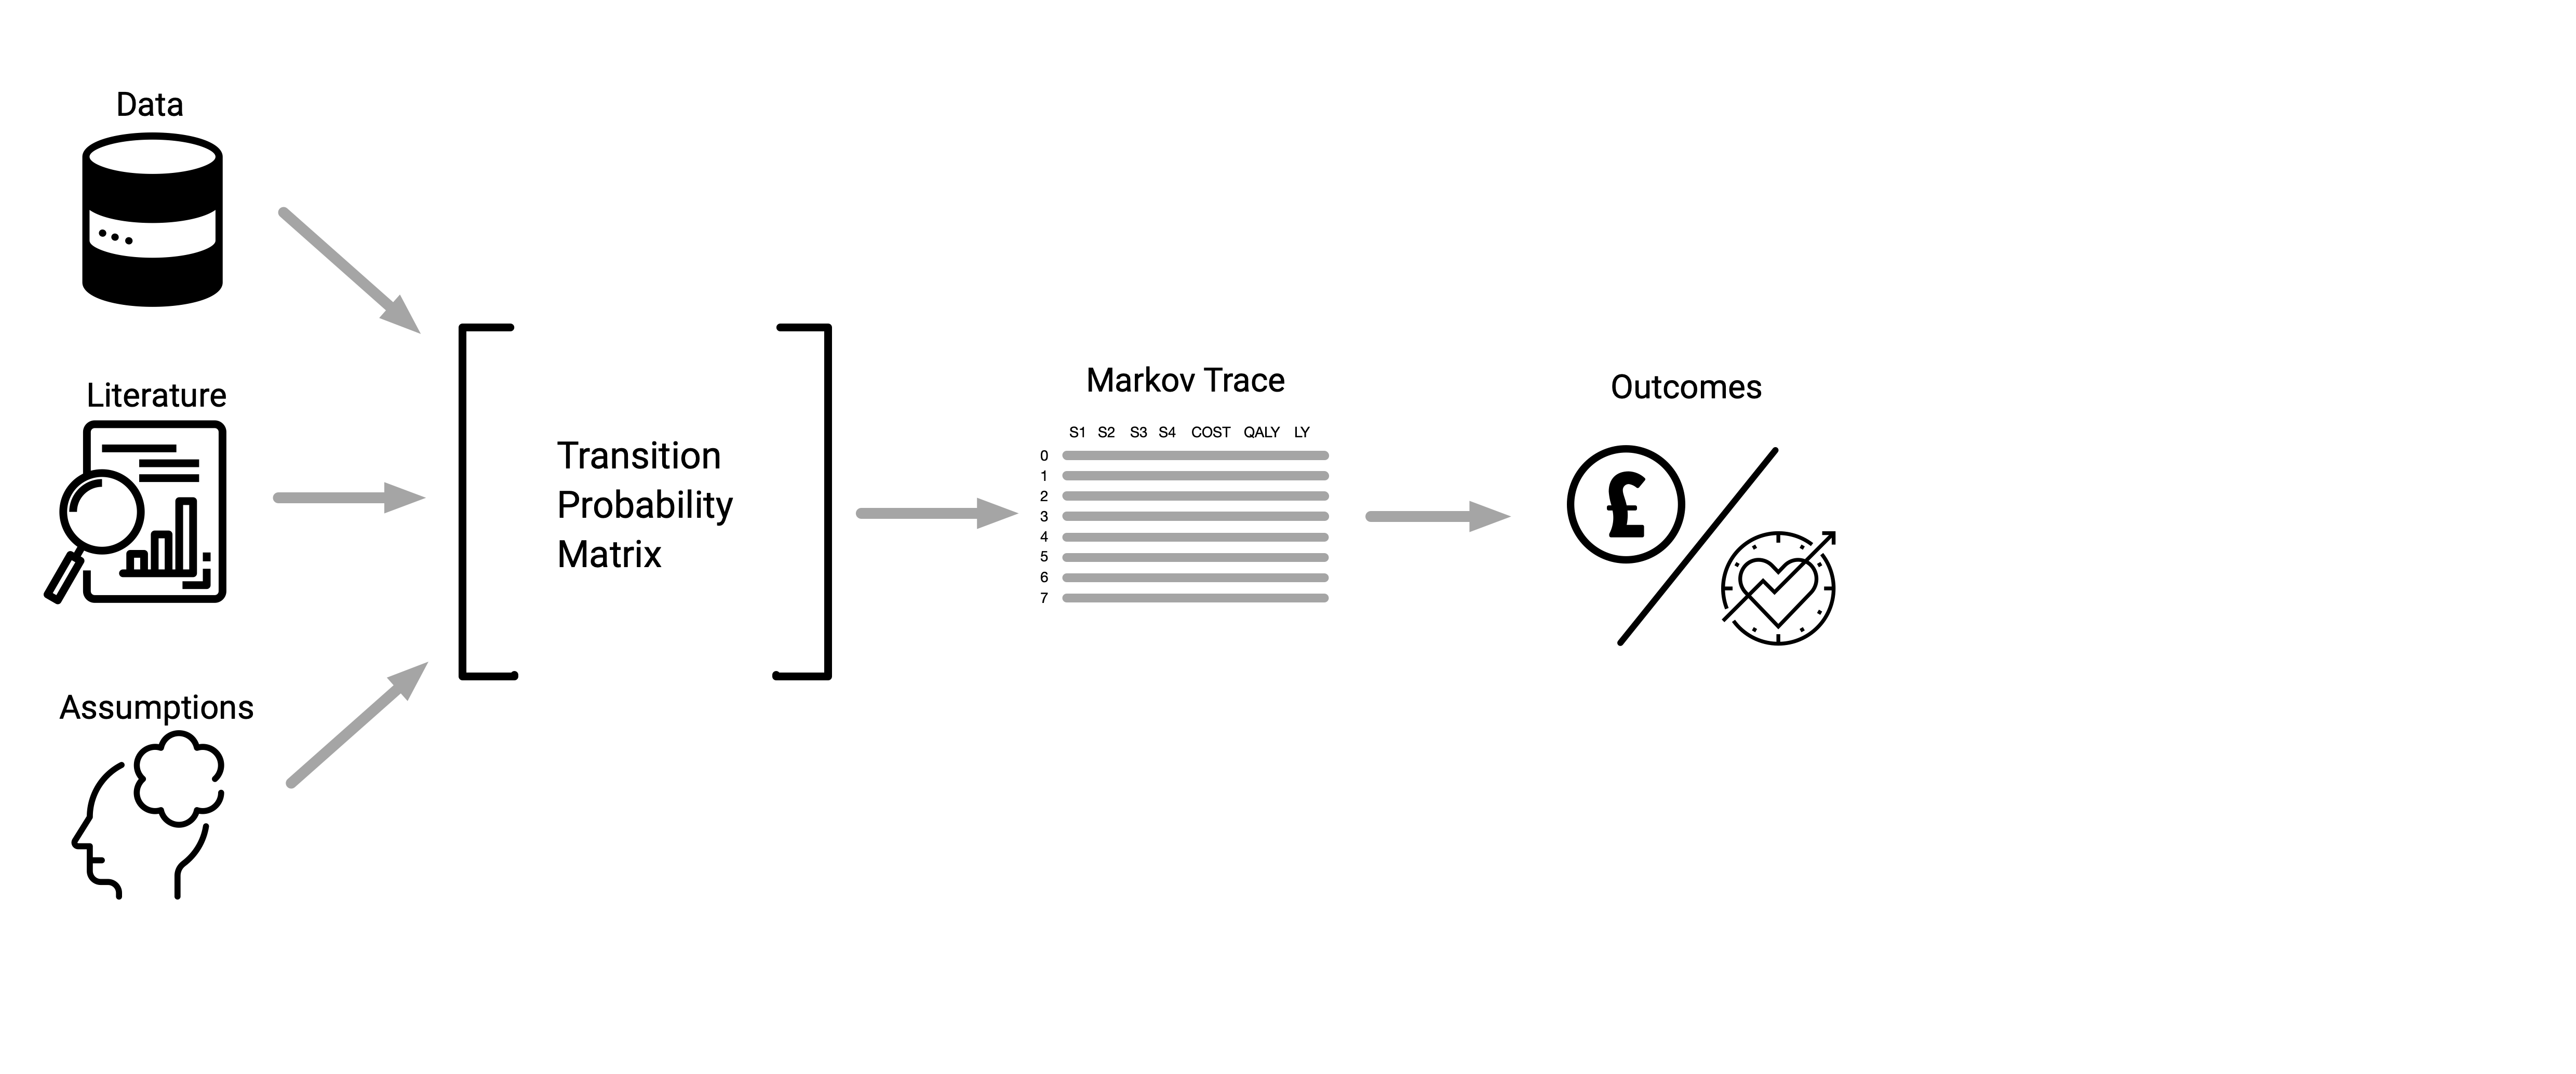 Data
Literature
Assumptions
Transition
Probability
Matrix
Markov Trace
S1 S2 S3 S4 COST QALY LY
0
1
2
3
4
5
6
7
Outcomes
£